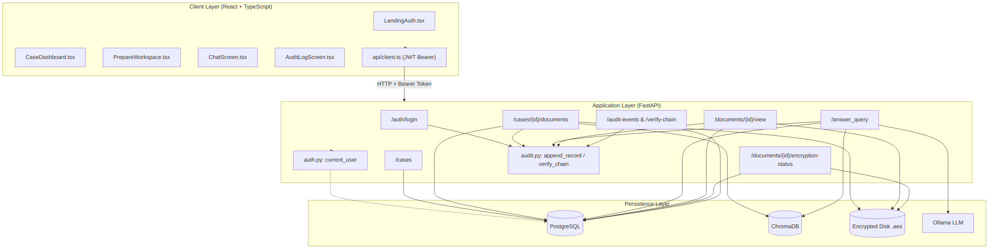 Client Layer (React + TypeScript)
LandingAuth.tsx
CaseDashboard.tsx
PrepareWorkspace.tsx
ChatScreen.tsx
AuditLogScreen.tsx
api/client.ts (JWT Bearer)
HTTP + Bearer Token
Application Layer (FastAPI)
/auth/login
/cases/{id}/documents
/audit-events & /verify-chain
/documents/{id}/view
/answer_query
auth.py: current_user
/cases
audit.py: append_record /
verify_chain
/documents/{id}/encryption-
status
Persistence Layer
PostgreSQL
ChromaDB
Encrypted Disk .aes
Ollama LLM